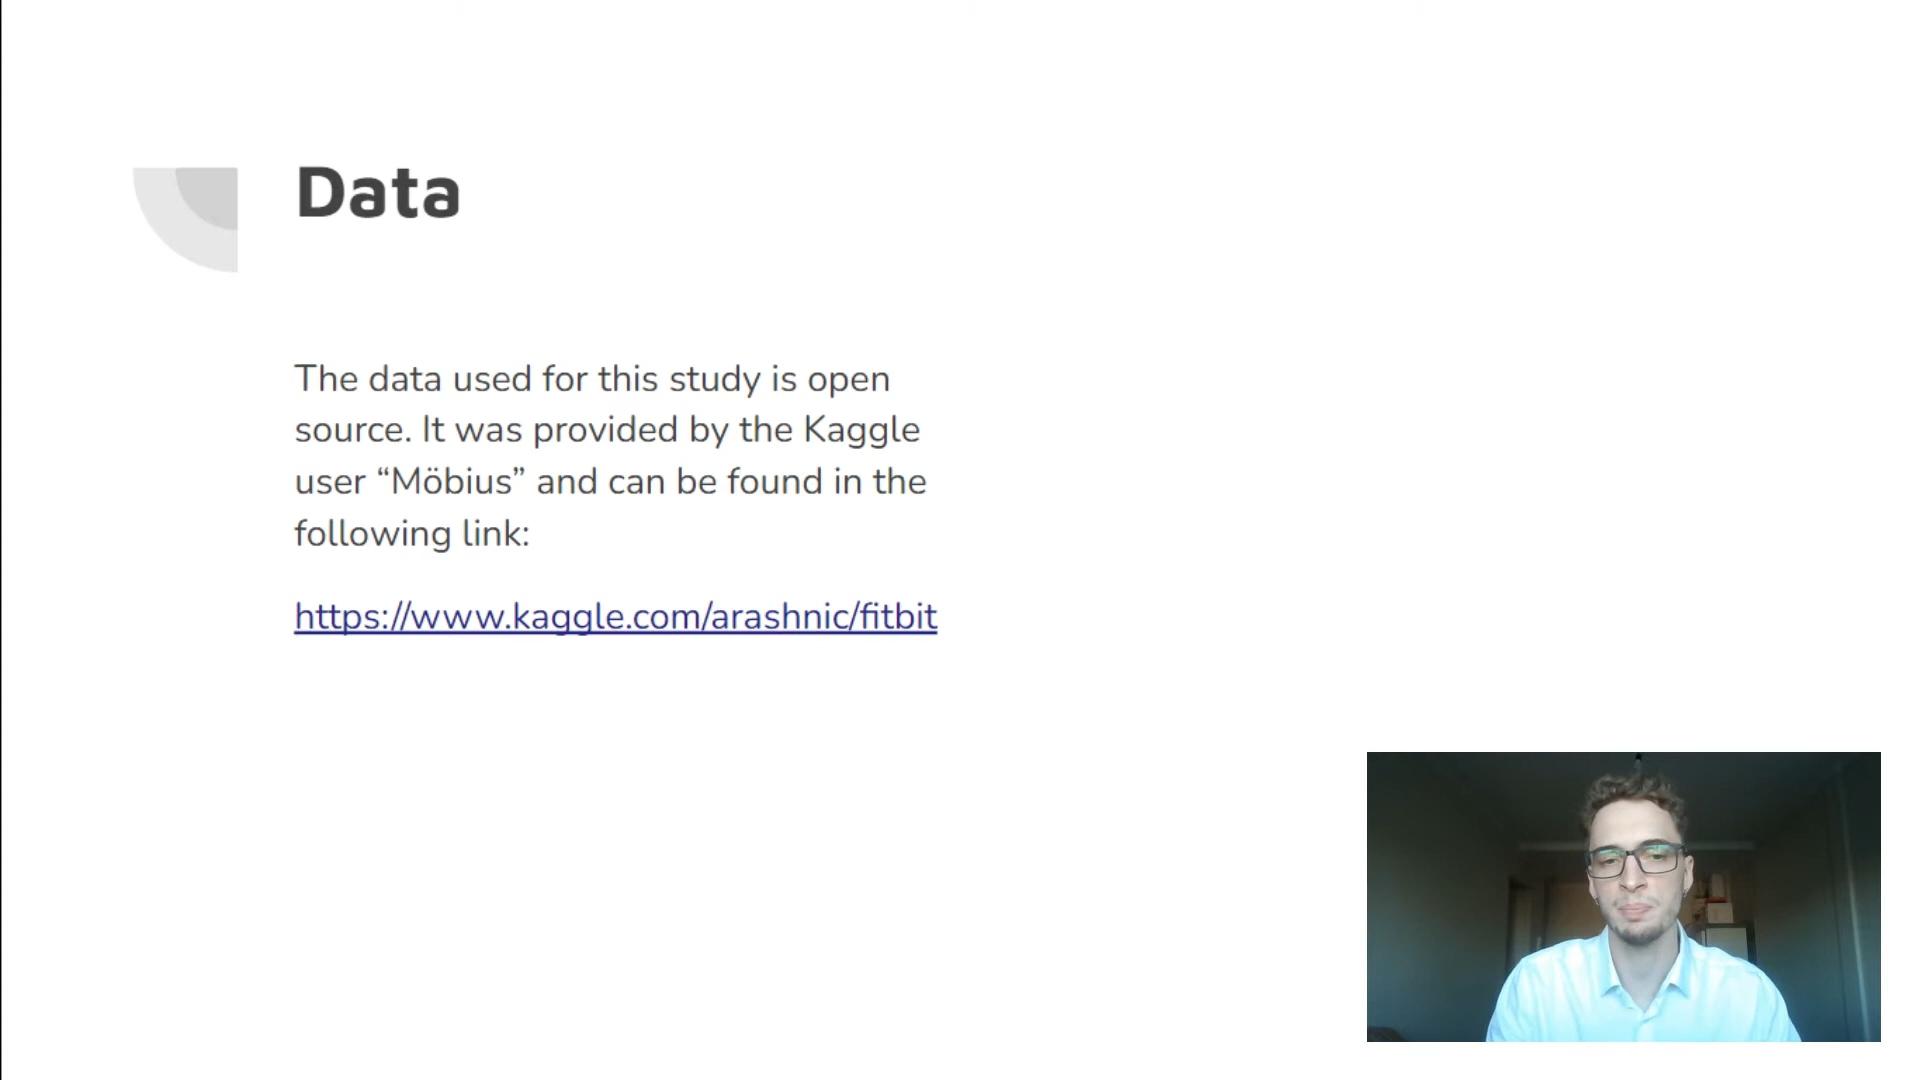 Data
The data used for this study is open
source. It was provided by the Kaggle
user “Möbius” and can be found in the
following link:
https://www.kaggle.com/arashnic/fitbit